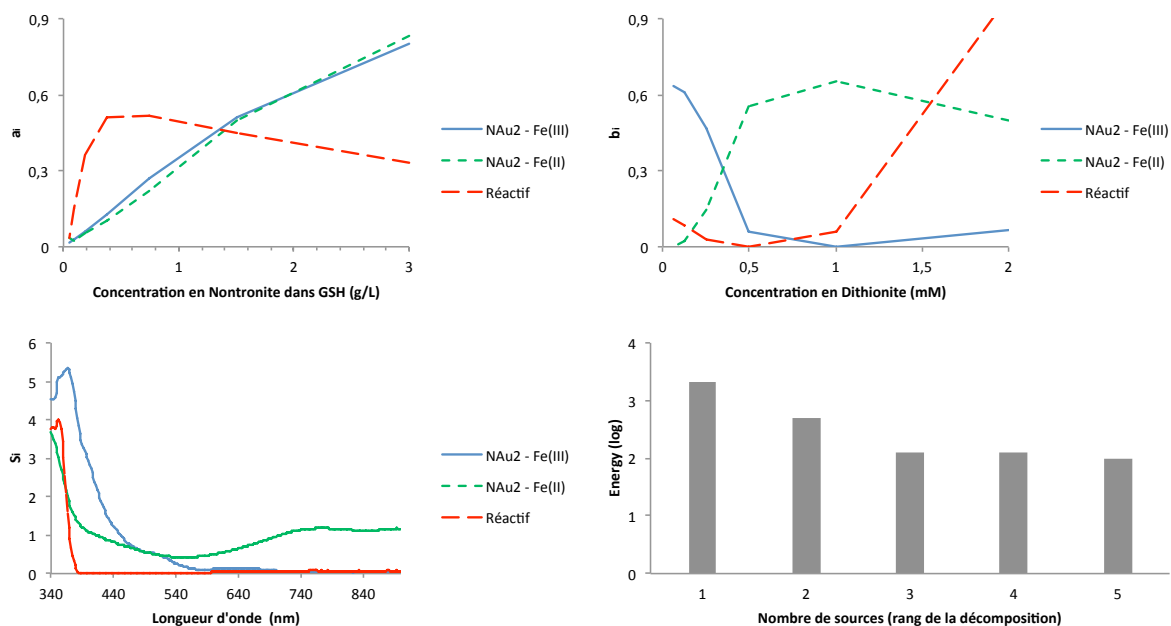 0,9
0,6
0,3
0
ai
0
1
2
3
Concentration en Nontronite dans GSH (g/L)
NAu2 - Fe(III)
NAu2 - Fe(II)
Réactif
0,9
0,6
0,3
0
bi
0
0,5
1
1,5
2
Concentration en Dithionite (mM)
NAu2 - Fe(III)
NAu2 - Fe(II)
Réactif
6
5
4
3
2
1
0
Si
340
440
540
640
740
840
Longueur d'onde (nm)
NAu2 - Fe(III)
NAu2 - Fe(II)
Réactif
4
3
2
1
0
Energy (log)
1
2
3
4
5
Nombre de sources (rang de la décomposition)